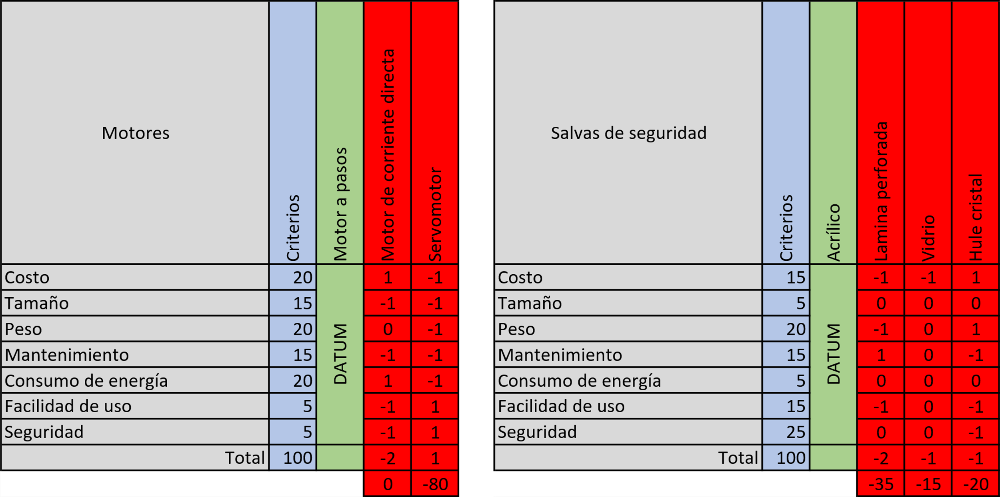 Motores Criterios Motor a pasos Motor de corriente directa Servomotor
Costo 20 DATUM 1 -1
Tamaño 15 -1 -1
Peso 20 0 -1
Mantenimiento 15 -1 -1
Consumo de energía 20 1 -1
Facilidad de uso 5 -1 1
Seguridad 5 -1 1
Total 100 -2 1
0 -80
Salvas de seguridad Criterios Acrílico Lamina perforada Vidrio Hule cristal
Costo 15 DATUM -1 -1 1
Tamaño 5 0 0 0
Peso 20 -1 0 1
Mantenimiento 15 1 0 -1
Consumo de energía 5 0 0 0
Facilidad de uso 15 -1 0 -1
Seguridad 25 0 0 -1
Total 100 -2 -1 -1
-35 -15 -20